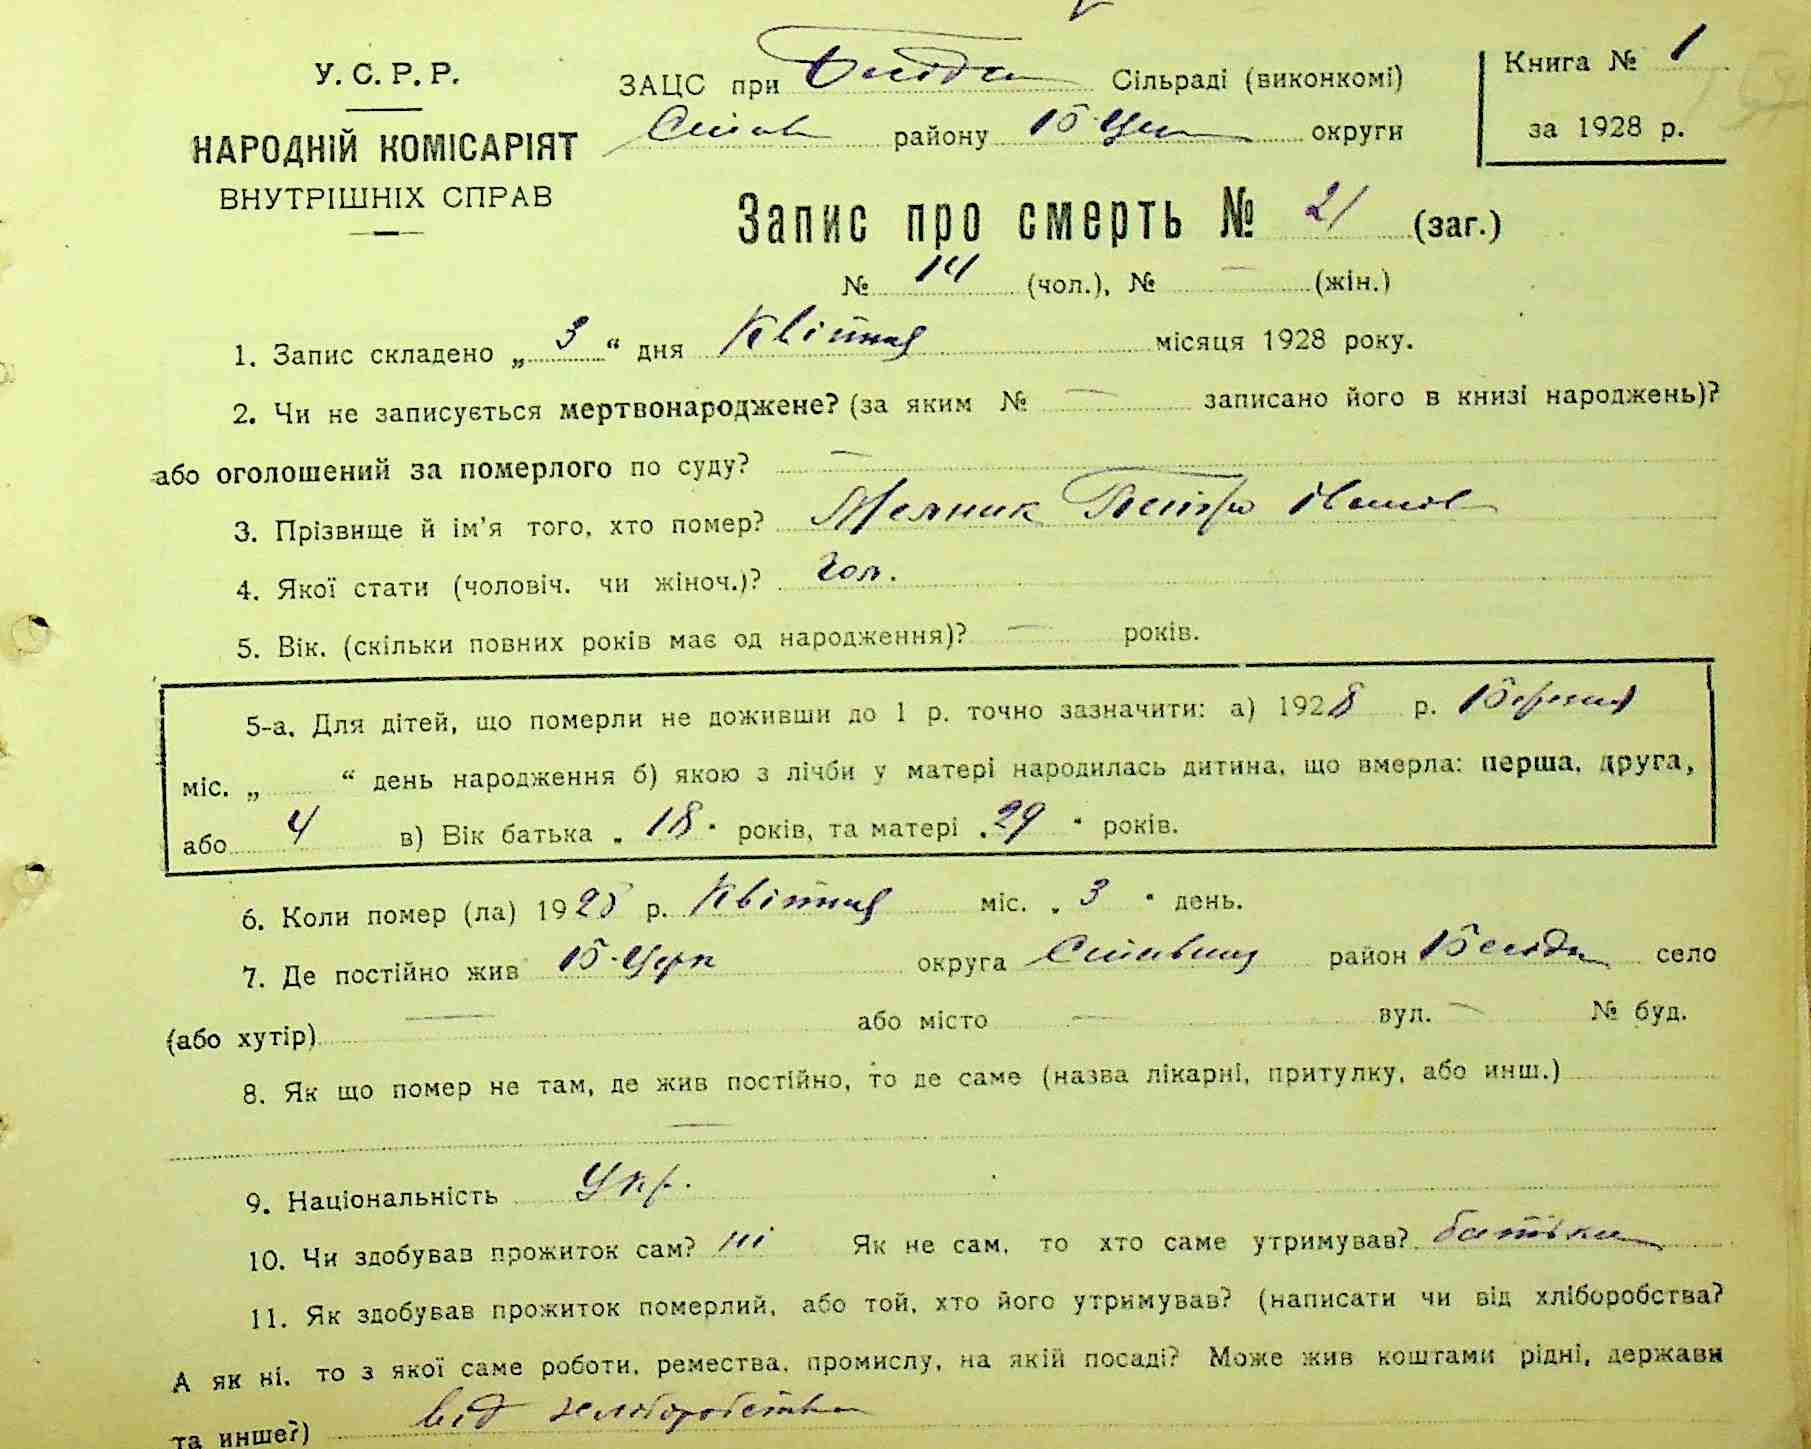 У. С. Р. Р.
НАРОДНІЙ КОМІСАРІЯТ
ВНУТРІШНІХ СПРАВ
ЗАЦС при Бесідк Сільраді (виконкомі)
Став району Б-Церк округи
Книга № 1
за 1928 р.
Запис про смерть № 21 (заг.)
№ 14 (чол.), № — (жін.)
1. Запис складено „ 3 “ дня Квітня місяця 1928 року.
2. Чи не записується мертвонароджене? (за яким № — записано його в книзі народжень)?
або оголошений за померлого по суду? —
3. Прізвище й ім'я того, хто помер? Мельник Петро Іванов
4. Якої стати (чоловіч. чи жіноч.)? Чол.
5. Вік. (скільки повних років має од народження)? — років.
5-а. Для дітей, що померли не доживши до 1 р. точно зазначити: а) 1928 р. Березня
міс. „ “ день народження б) якою з лічби у матері народилась дитина, що вмерла: перша, друга,
або 4 в) Вік батька „ “ років, та матері „ 29 “ років.
6. Коли помер (ла) 1928 р. Квітня міс. „ 3 “ день.
7. Де постійно жив Б-Церк округа Ставищ район Бесідк село
(або хутір) — або місто — вул. — № буд.
8. Як що помер не там, де жив постійно, то де саме (назва лікарні, притулку, або инш.)
—
9. Національність Укр.
10. Чи здобував прожиток сам? ні Як не сам, то хто саме утримував? батьки
11. Як здобував прожиток померлий, або той, хто його утримував? (написати чи від хліборобства?
А як ні, то з якої саме роботи, ремества, промислу, на якій посаді? Може жив коштами рідні, держави
та инше?) від хліборобства